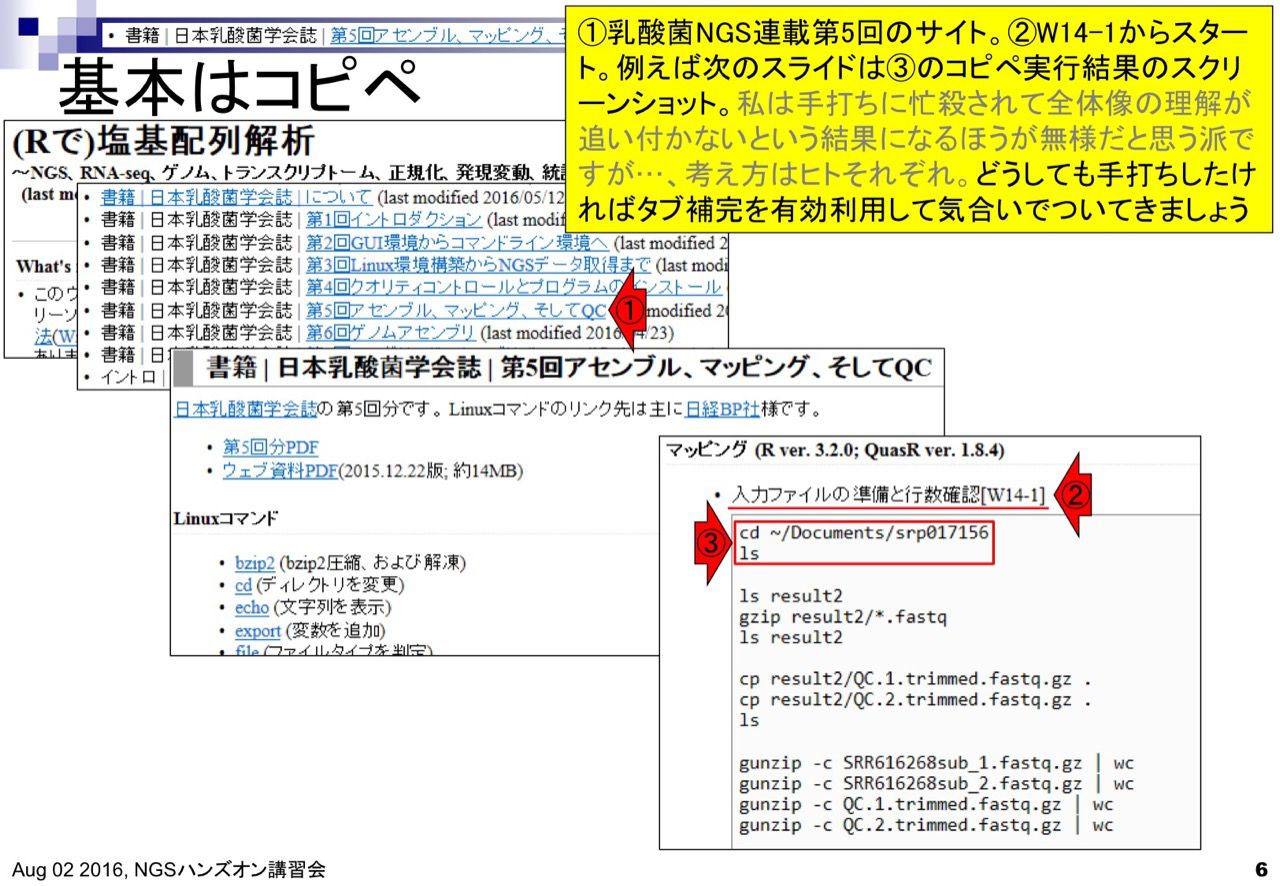 • 書籍 | 日本乳酸菌学会誌 | 第5回アセンブル、マッピング、そ
基本はコピペ
①乳酸菌NGS連載第5回のサイト。②W14-1からスター
ト。例えば次のスライドは③のコピペ実行結果のスクリ
ーンショット。私は手打ちに忙殺されて全体像の理解が
追い付かないという結果になるほうが無様だと思う派で
すが…、考え方はヒトそれぞれ。どうしても手打ちしたけ
ればタブ補完を有効利用して気合いでついてきましょう
(Rで)塩基配列解析
～NGS、RNA-seq、ゲノム、トランスクリプトーム、正規化、発現変動、統
(last m
What's
• このウ
リーソ
法(W
• 書籍 | 日本乳酸菌学会誌 | について (last modified 2016/05/12
• 書籍 | 日本乳酸菌学会誌 | 第1回イントロダクション (last modif
• 書籍 | 日本乳酸菌学会誌 | 第2回GUI環境からコマンドライン環境へ (last modified 2
• 書籍 | 日本乳酸菌学会誌 | 第3回Linux環境構築からNGSデータ取得まで (last modi
• 書籍 | 日本乳酸菌学会誌 | 第4回クオリティコントロールとプログラムのインストール
• 書籍 | 日本乳酸菌学会誌 | 第5回アセンブル、マッピング、そしてQC ① modified 20
• 書籍 | 日本乳酸菌学会誌 | 第6回ゲノムアセンブリ (last modified 2016 4/23)
• 書籍 | 日
• イントロ |
書籍 | 日本乳酸菌学会誌 | 第5回アセンブル、マッピング、そしてQC
日本乳酸菌学会誌の第5回分です。Linuxコマンドのリンク先は主に日経BP社様です。
• 第5回分PDF
• ウェブ資料PDF(2015.12.22版; 約14MB)
Linuxコマンド
• bzip2 (bzip2圧縮、および解凍)
• cd (ディレクトリを変更)
• echo (文字列を表示)
• export (変数を追加)
• file (ファイルタイプを判定)
マッピング (R ver. 3.2.0; QuasR ver. 1.8.4)
• 入力ファイルの準備と行数確認[W14-1] ②
③
cd ~/Documents/srp017156
ls
ls result2
gzip result2/*.fastq
ls result2
cp result2/QC.1.trimmed.fastq.gz .
cp result2/QC.2.trimmed.fastq.gz .
ls
gunzip -c SRR616268sub_1.fastq.gz | wc
gunzip -c SRR616268sub_2.fastq.gz | wc
gunzip -c QC.1.trimmed.fastq.gz | wc
gunzip -c QC.2.trimmed.fastq.gz | wc
Aug 02 2016, NGSハンズオン講習会
6